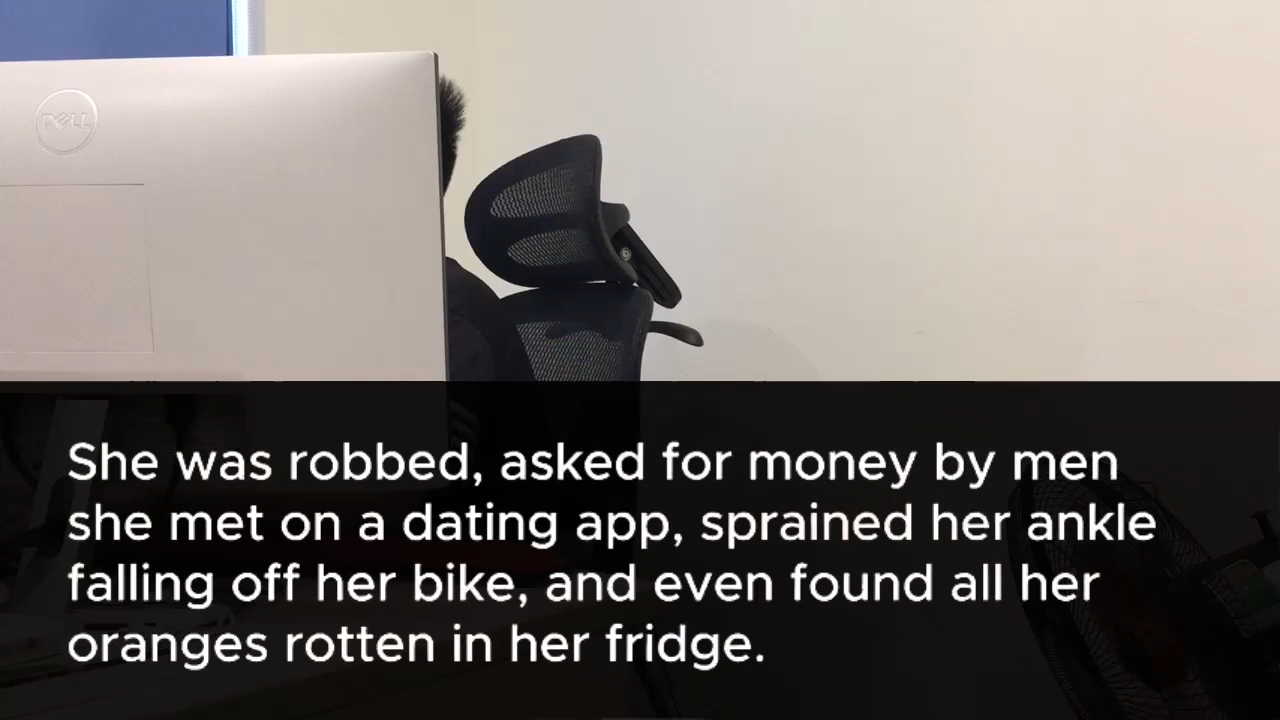 DELL
She was robbed, asked for money by men
she met on a dating app, sprained her ankle
falling off her bike, and even found all her
oranges rotten in her fridge.